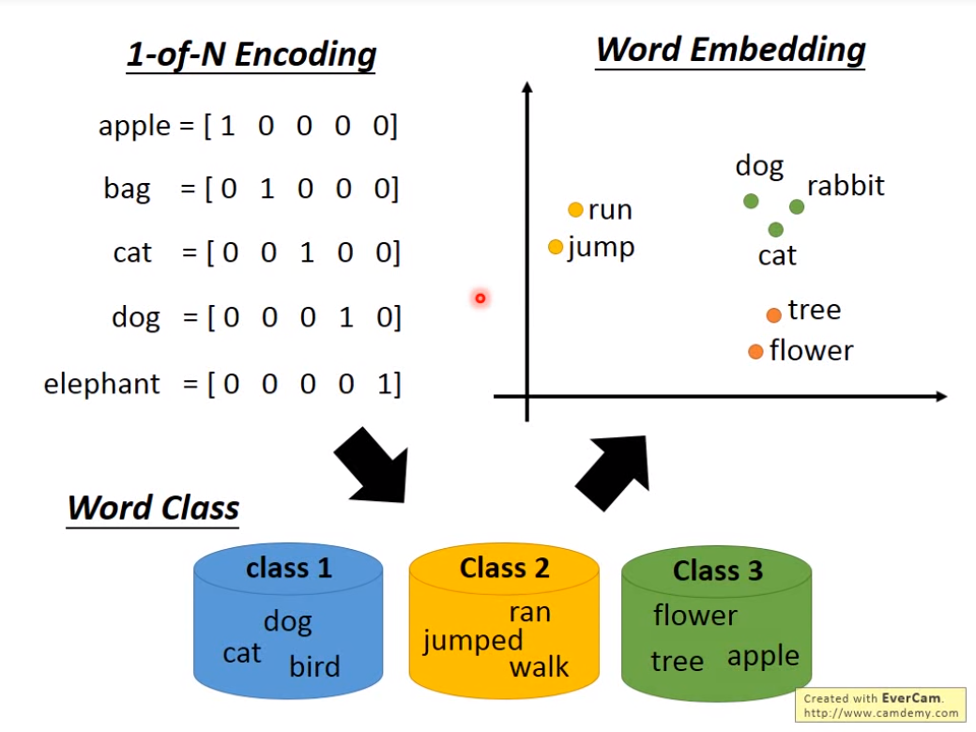 1-of-N Encoding
apple = [ 1 0 0 0 0]
bag = [ 0 1 0 0 0]
cat = [ 0 0 1 0 0]
dog = [ 0 0 0 1 0]
elephant = [ 0 0 0 0 1]
Word Embedding
dog
rabbit
run
jump
cat
tree
flower
Word Class
class 1
dog
cat
bird
Class 2
ran
jumped
walk
Class 3
flower
tree apple
Created with EverCam.
http://www.camdemy.com